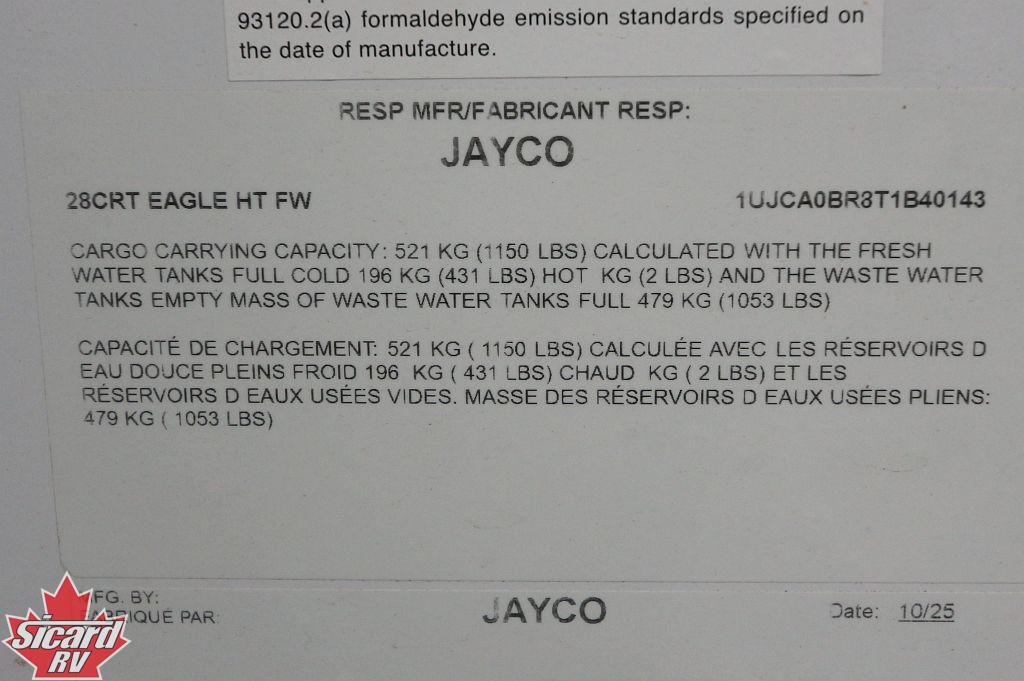 93120.2(a) formaldehyde emission standards specified on
the date of manufacture.
RESP MFR/FABRICANT RESP:
JAYCO
28CRT EAGLE HT FW 1UJCA0BR8T1B40143
CARGO CARRYING CAPACITY: 521 KG (1150 LBS) CALCULATED WITH THE FRESH
WATER TANKS FULL COLD 196 KG (431 LBS) HOT KG (2 LBS) AND THE WASTE WATER
TANKS EMPTY MASS OF WASTE WATER TANKS FULL 479 KG (1053 LBS)
CAPACITÉ DE CHARGEMENT: 521 KG ( 1150 LBS) CALCULÉE AVEC LES RÉSERVOIRS D
EAU DOUCE PLEINS FROID 196 KG ( 431 LBS) CHAUD KG ( 2 LBS) ET LES
RÉSERVOIRS D EAUX USÉES VIDES. MASSE DES RÉSERVOIRS D EAUX USÉES PLIENS:
479 KG ( 1053 LBS)
MFG. BY:
FABRIQUÉ PAR: JAYCO Date: 10/25
Sicard
RV